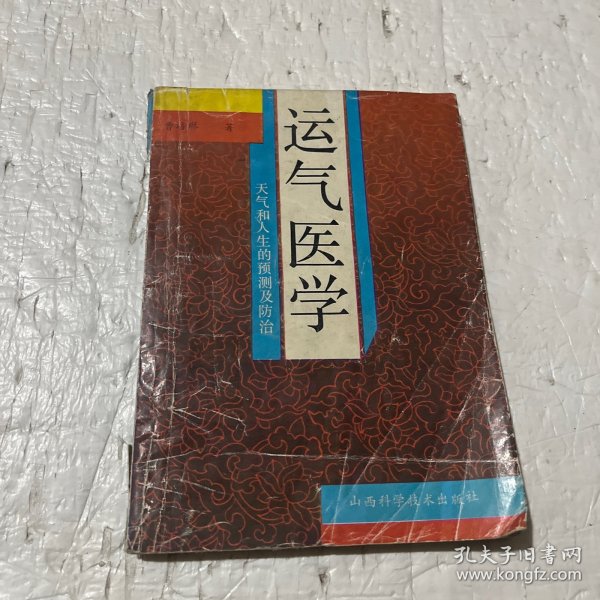 著
运气医学
天气和人生的预测及防治
山西科学技术出版社
孔夫子旧书网
www.kongfz.com